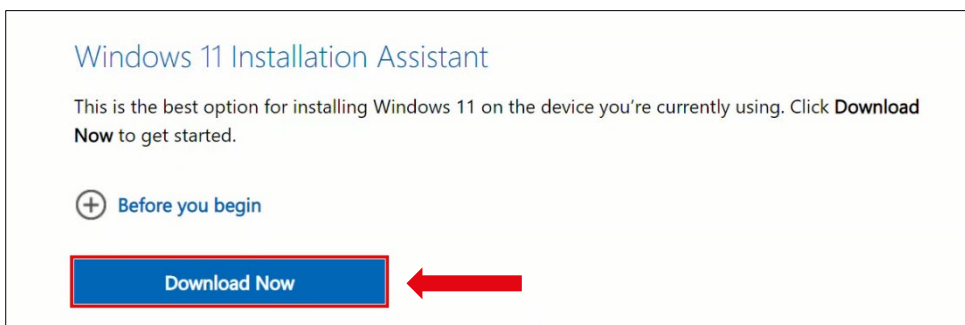 Windows 11 Installation Assistant
This is the best option for installing Windows 11 on the device you’re currently using. Click Download
Now to get started.
Before you begin
Download Now